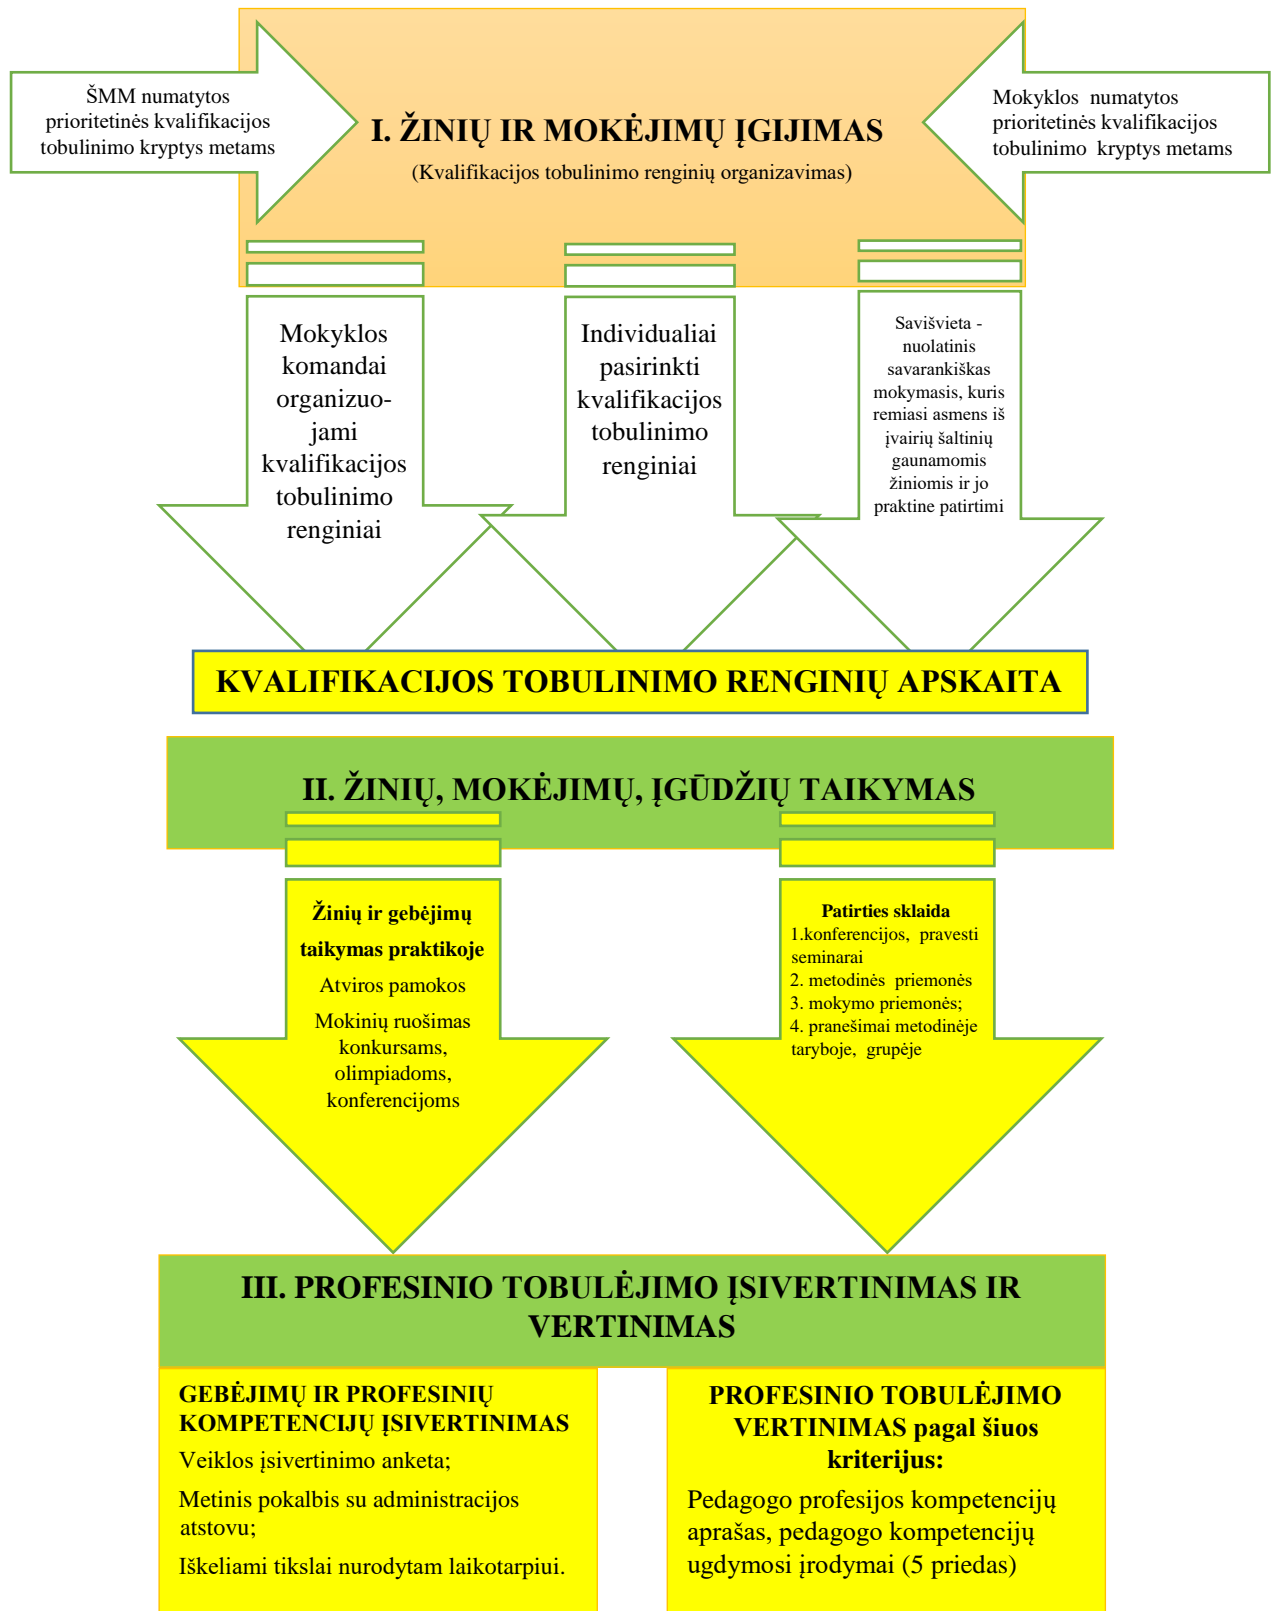 ŠMM numatytos
prioritetinės kvalifikacijos
tobulinimo kryptys metams
I. ŽINIŲ IR MOKĖJIMŲ ĮGIJIMAS
(Kvalifikacijos tobulinimo renginių organizavimas)
Mokyklos numatytos
prioritetinės kvalifikacijos
tobulinimo kryptys metams
Mokyklos
komandai
organizuo-
jami
kvalifikacijos
tobulinimo
renginiai
Individualiai
pasirinkti
kvalifikacijos
tobulinimo
renginiai
Savišvieta -
nuolatinis
savarankiškas
mokymasis, kuris
remiasi asmens iš
įvairių šaltinių
gaunamomis
žiniomis ir jo
praktine patirtimi
KVALIFIKACIJOS TOBULINIMO RENGINIŲ APSKAITA
II. ŽINIŲ, MOKĖJIMŲ, ĮGŪDŽIŲ TAIKYMAS
Žinių ir gebėjimų
taikymas praktikoje
Atviros pamokos
Mokinių ruošimas
konkursams,
olimpiadoms,
konferencijoms
Patirties sklaida
1.konferencijos, pravesti
seminarai
2. metodinės priemonės
3. mokymo priemonės;
4. pranešimai metodinėje
taryboje, grupėje
III. PROFESINIO TOBULĖJIMO ĮSIVERTINIMAS IR
VERTINIMAS
GEBĖJIMŲ IR PROFESINIŲ
KOMPETENCIJŲ ĮSIVERTINIMAS
Veiklos įsivertinimo anketa;
Metinis pokalbis su administracijos
atstovu;
Iškeliami tikslai nurodytam laikotarpiui.
PROFESINIO TOBULĖJIMO
VERTINIMAS pagal šiuos
kriterijus:
Pedagogo profesijos kompetencijų
aprašas, pedagogo kompetencijų
ugdymosi įrodymai (5 priedas)